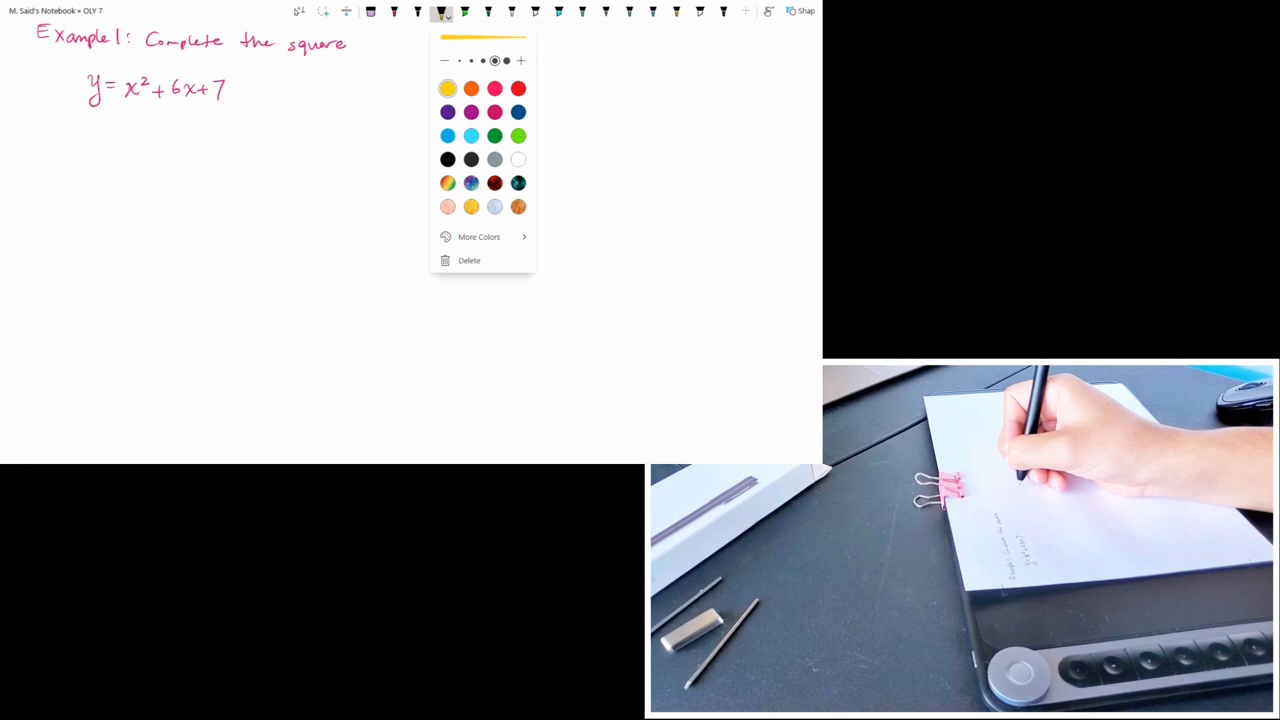 M. Said's Notebook » OLY 7
Shap
Example 1: Complete the square
y = x² + 6x + 7
More Colors
Delete